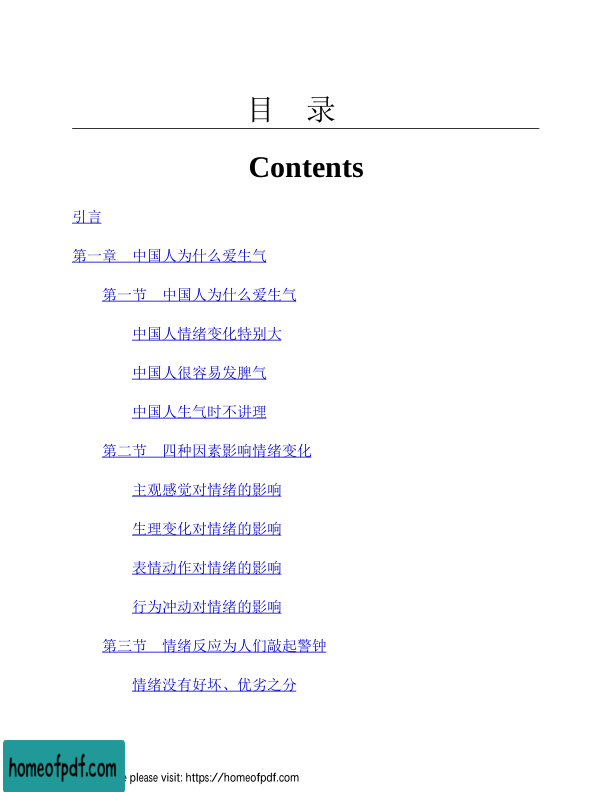 目 录
Contents
引言
第一章 中国人为什么爱生气
第一节 中国人为什么爱生气
中国人情绪变化特别大
中国人很容易发脾气
中国人生气时不讲理
第二节 四种因素影响情绪变化
主观感觉对情绪的影响
生理变化对情绪的影响
表情动作对情绪的影响
行为冲动对情绪的影响
第三节 情绪反应为人们敲起警钟
情绪没有好坏、优劣之分
homeofpdf.com
please visit: https://homeofpdf.com